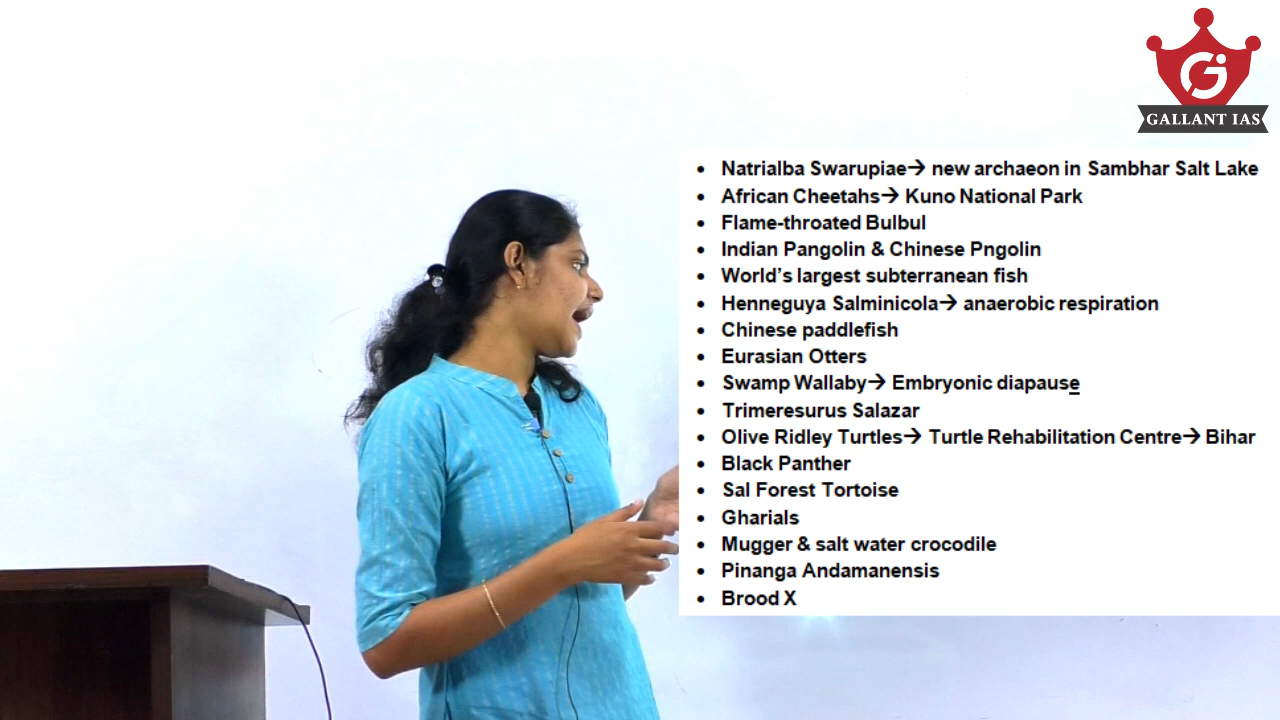 GALLANT IAS
• Natrialba Swarupiae→ new archaeon in Sambhar Salt Lake
• African Cheetahs→ Kuno National Park
• Flame-throated Bulbul
• Indian Pangolin & Chinese Pngolin
• World's largest subterranean fish
• Henneguya Salminicola→ anaerobic respiration
• Chinese paddlefish
• Eurasian Otters
• Swamp Wallaby→ Embryonic diapause
• Trimeresurus Salazar
• Olive Ridley Turtles→ Turtle Rehabilitation Centre→ Bihar
• Black Panther
• Sal Forest Tortoise
• Gharials
• Mugger & salt water crocodile
• Pinanga Andamanensis
• Brood X